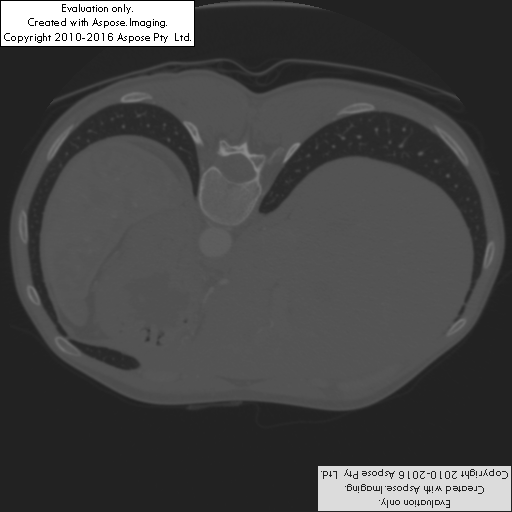 Evaluation only.
Created with Aspose.Imaging.
Copyright 2010-2016 Aspose Pty Ltd.
Evaluation only.
Created with Aspose.Imaging.
Copyright 2010-2016 Aspose Pty Ltd.